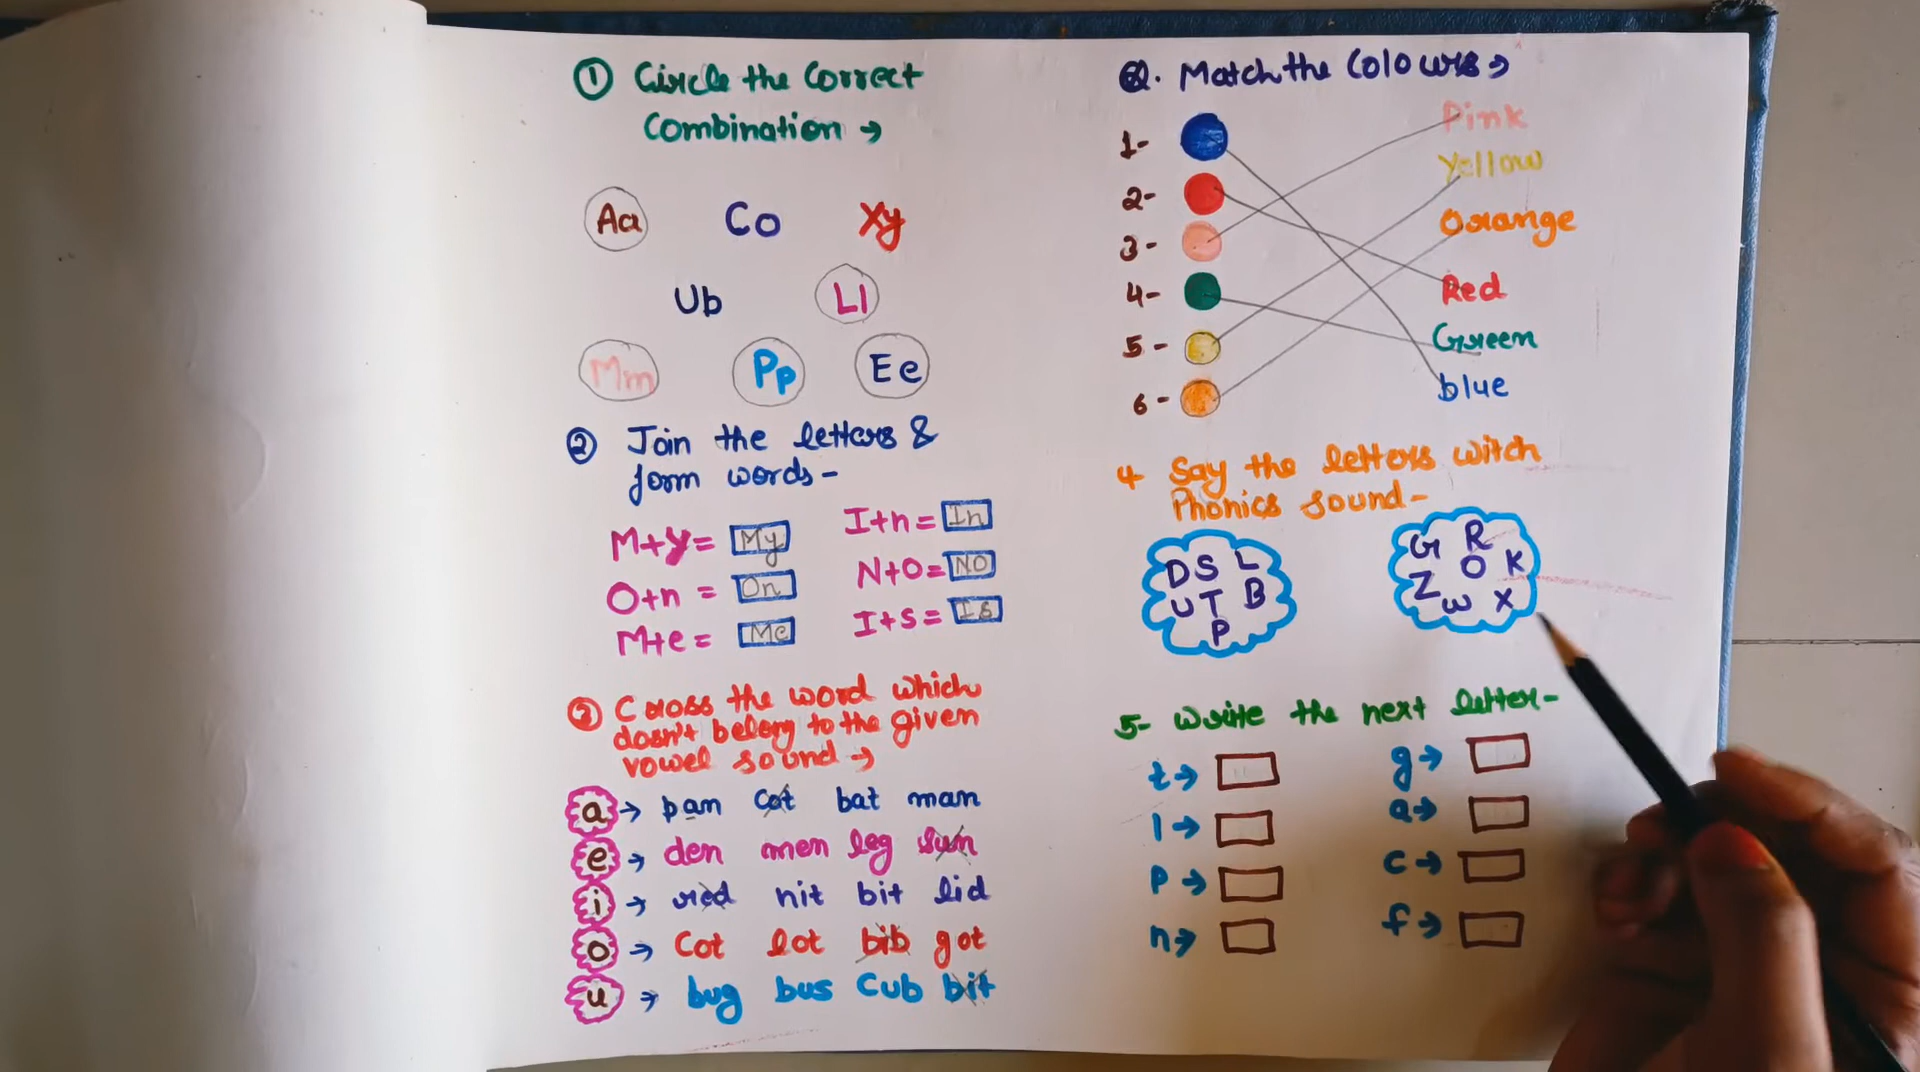 ① Circle the Correct
Combination →
Aa Co Xy
Ub Ll
Mm Pp Ee
② Join the letters &
form words-
M+y= My
O+n = On
M+e= Me
I+n= In
N+O= NO
I+S= Is
③ Cross the word which
dosn't belong to the given
vowel sound →
a → pam cot bat man
e → den men leg sun
i → red nit bit lid
o → Cot lot bib got
u → bug bus Cub bit
Q. Match the Colours →
1- Pink
2- Yellow
3- Orange
4- Red
5- Green
6- blue
4 Say the letters witch
Phonics sound-
D S L
U T B
P
G R
Z O K
W X
5- write the next letter-
t →
l →
p →
n →
g →
a →
c →
f →